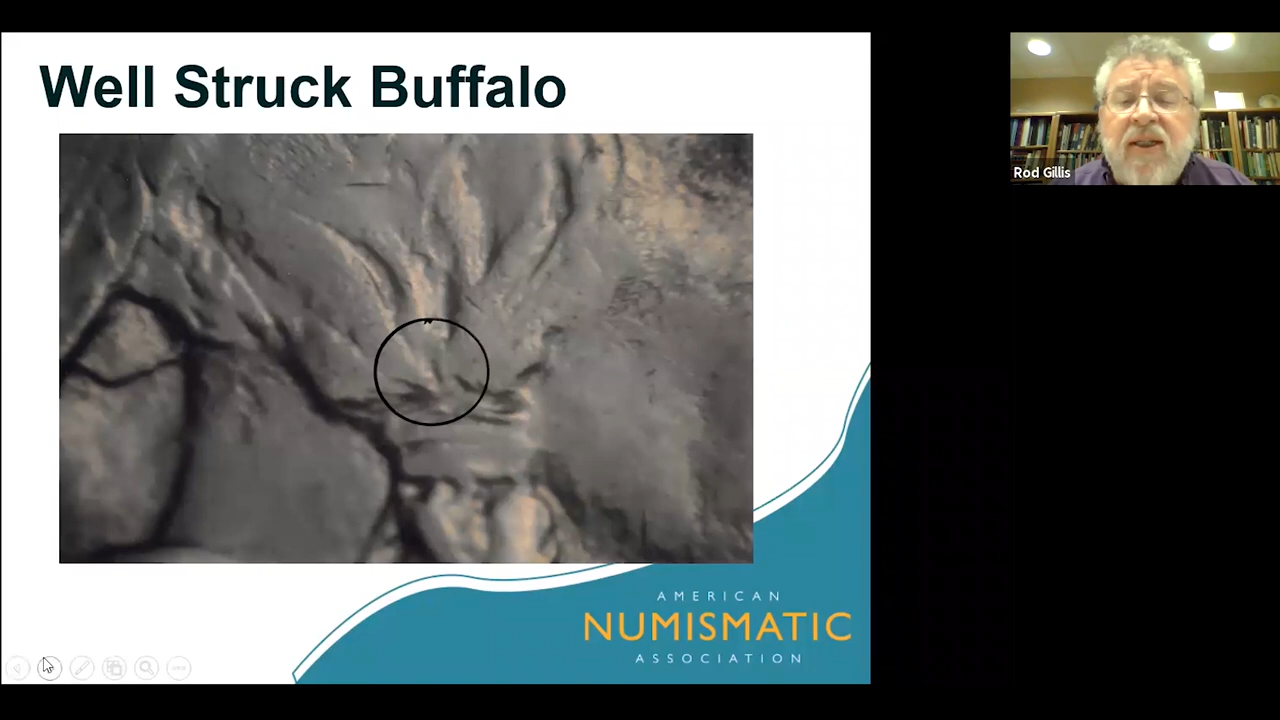 Well Struck Buffalo
Rod Gillis
AMERICAN
NUMISMATIC
ASSOCIATION